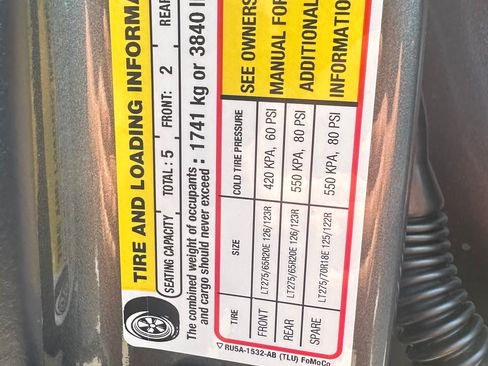 TIRE AND LOADING INFORMA
SEATING CAPACITY TOTAL : 5 FRONT: 2 REAR
The combined weight of occupants
and cargo should never exceed : 1741 kg or 3840 l
TIRE SIZE COLD TIRE PRESSURE SEE OWNERS
FRONT LT275/65R20E 126/123R 420 KPA, 60 PSI MANUAL FOR
REAR LT275/65R20E 126/123R 550 KPA, 80 PSI ADDITIONAL
SPARE LT275/70R18E 125/122R 550 KPA, 80 PSI INFORMATION
RU5A-1532-AB (TLU) FoMoCo